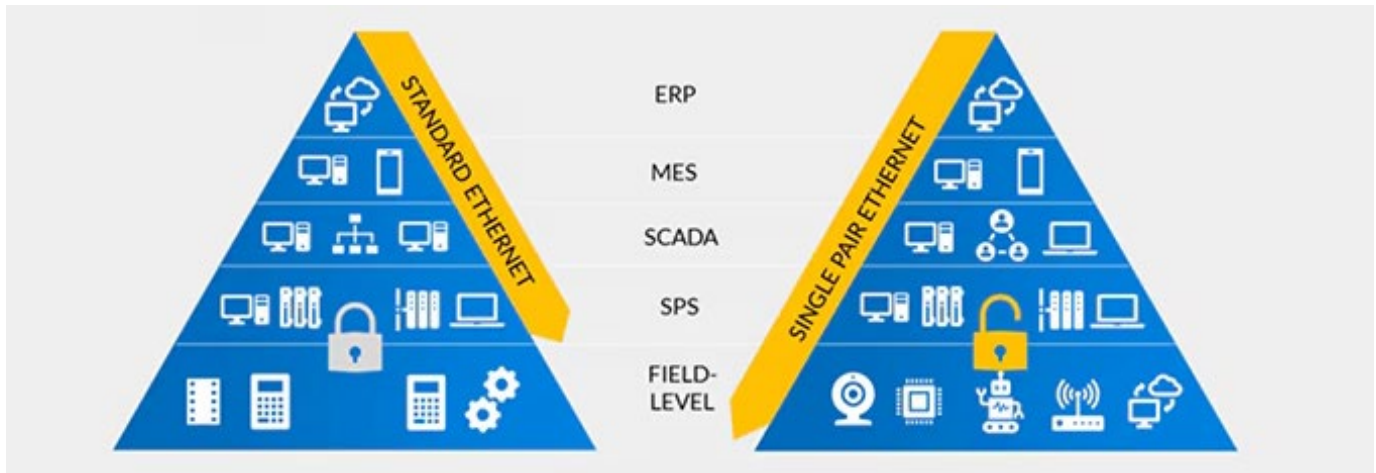 STANDARD ETHERNET
ERP
MES
SCADA
SPS
FIELD-
LEVEL
SINGLE PAIR ETHERNET